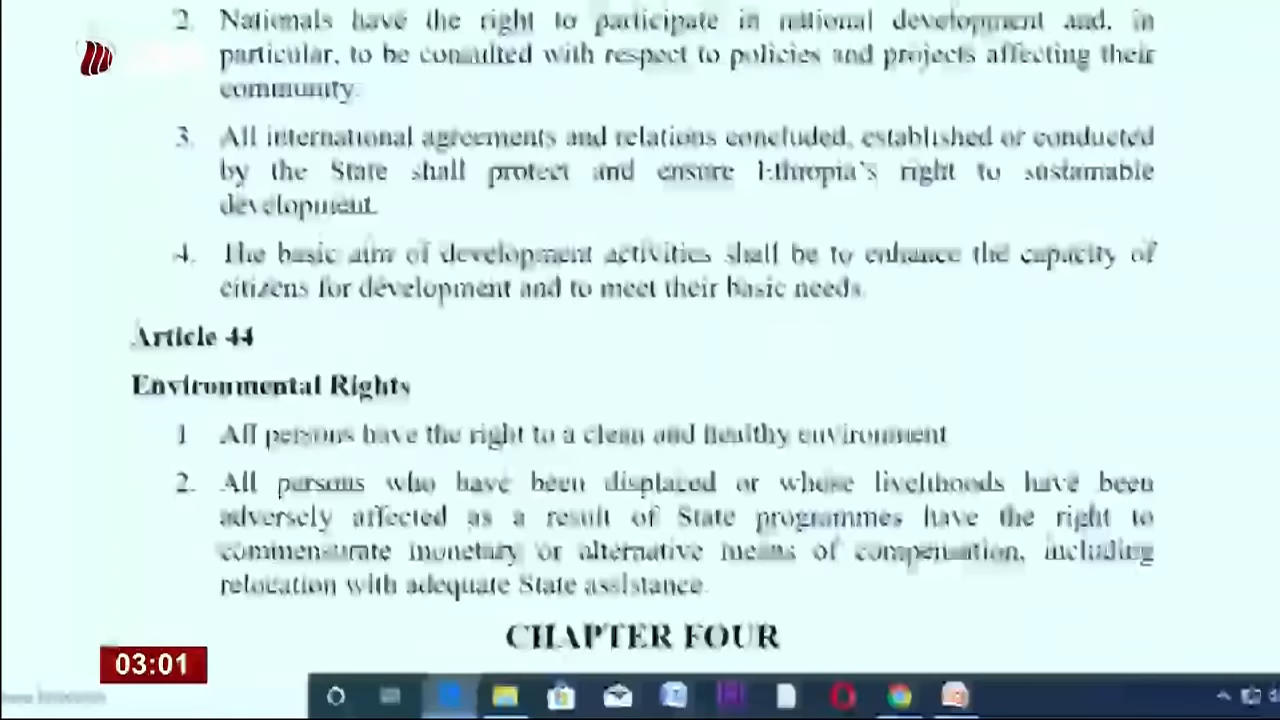 2. Nationals have the right to participate in national development and, in
particular, to be consulted with respect to policies and projects affecting their
community.
3. All international agreements and relations concluded, established or conducted
by the State shall protect and ensure Ethiopia's right to sustainable
development.
4. The basic aim of development activities shall be to enhance the capacity of
citizens for development and to meet their basic needs.
Article 44
Environmental Rights
1 All persons have the right to a clean and healthy environment
2. All persons who have been displaced or whose livelihoods have been
adversely affected as a result of State programmes have the right to
commensurate monetary or alternative means of compensation, including
relocation with adequate State assistance.
CHAPTER FOUR
03:01